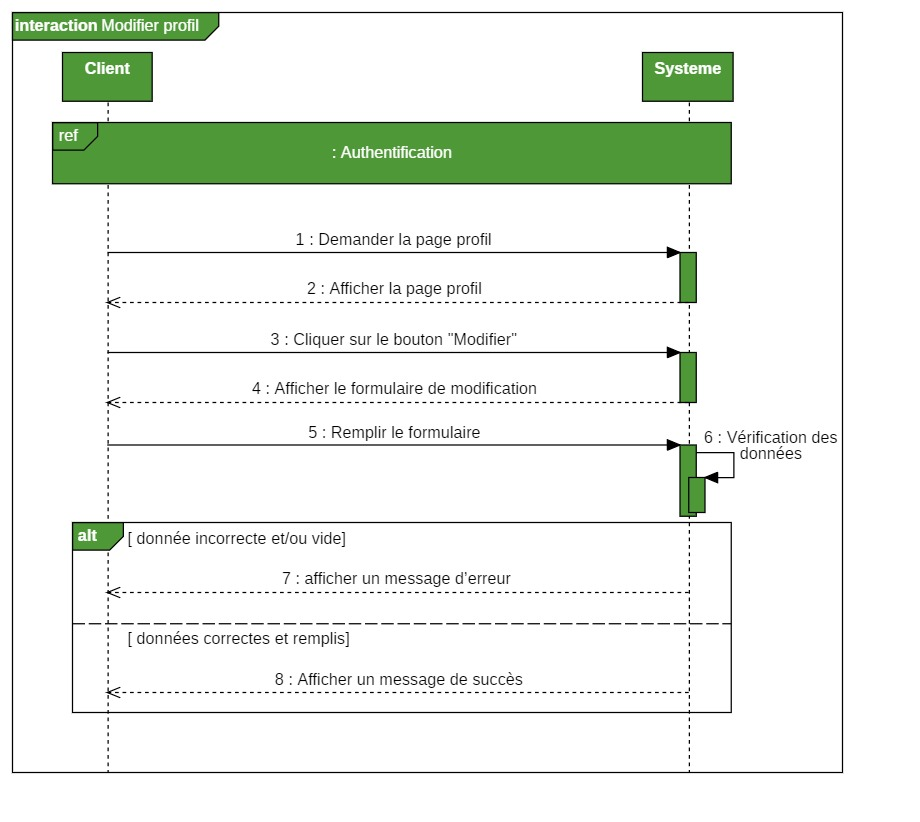 interaction Modifier profil
Client
Systeme
ref
: Authentification
1 : Demander la page profil
2 : Afficher la page profil
3 : Cliquer sur le bouton "Modifier"
4 : Afficher le formulaire de modification
5 : Remplir le formulaire
6 : Vérification des
données
alt
[ donnée incorrecte et/ou vide]
7 : afficher un message d'erreur
[ données correctes et remplis]
8 : Afficher un message de succès